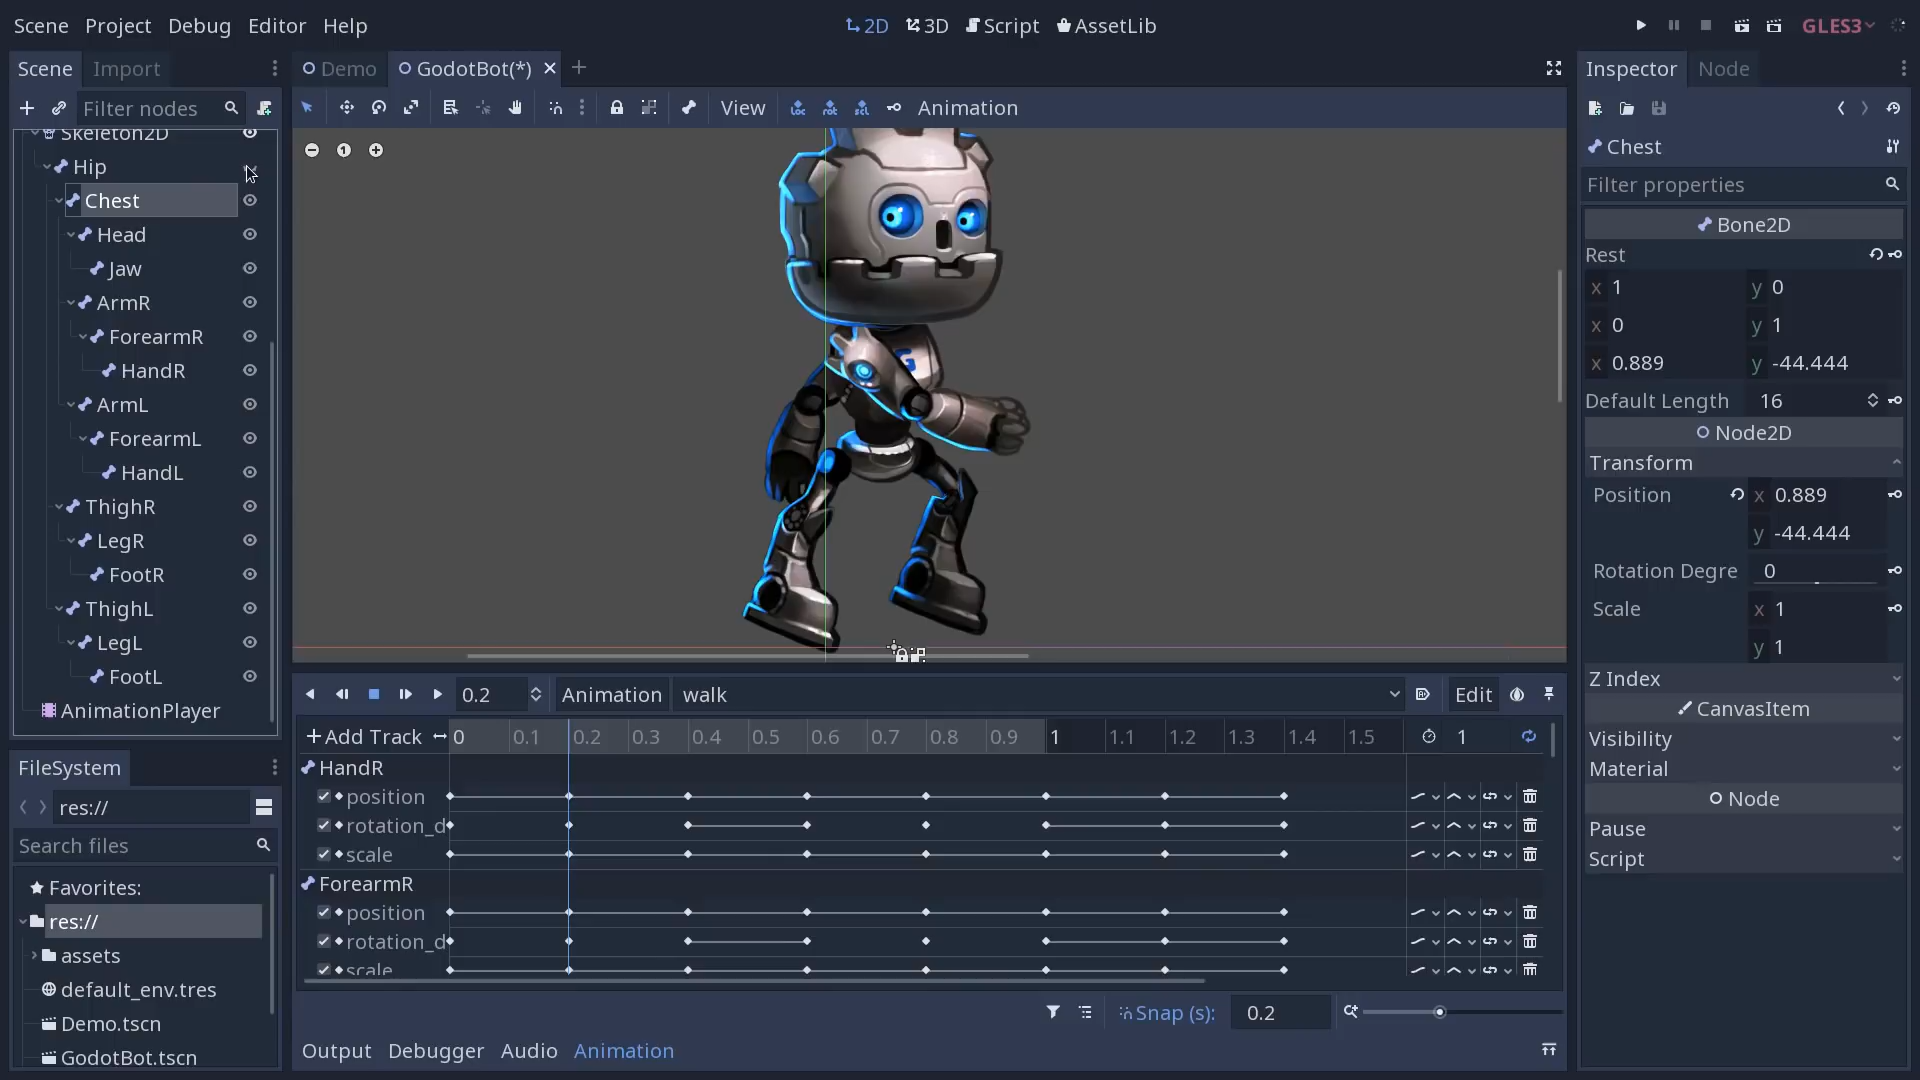 Scene Project Debug Editor Help
2D 3D Script AssetLib
GLES3
Scene Import
Filter nodes
Skeleton2D
Hip
Chest
Head
Jaw
ArmR
ForearmR
HandR
ArmL
ForearmL
HandL
ThighR
LegR
FootR
ThighL
LegL
FootL
AnimationPlayer
FileSystem
res://
Search files
Favorites:
res://
assets
default_env.tres
Demo.tscn
GodotBot.tscn
Demo GodotBot(*)
View Animation
1
G
0.2 Animation walk Edit
Add Track 0 0.1 0.2 0.3 0.4 0.5 0.6 0.7 0.8 0.9 1 1.1 1.2 1.3 1.4 1.5 1
HandR
position
rotation_d
scale
ForearmR
position
rotation_d
scale
Snap (s): 0.2
Output Debugger Audio Animation
Inspector Node
Chest
Filter properties
Bone2D
Rest
x 1 y 0
x 0 y 1
x 0.889 y -44.444
Default Length 16
Node2D
Transform
Position x 0.889
y -44.444
Rotation Degre 0
Scale x 1
y 1
Z Index
CanvasItem
Visibility
Material
Node
Pause
Script